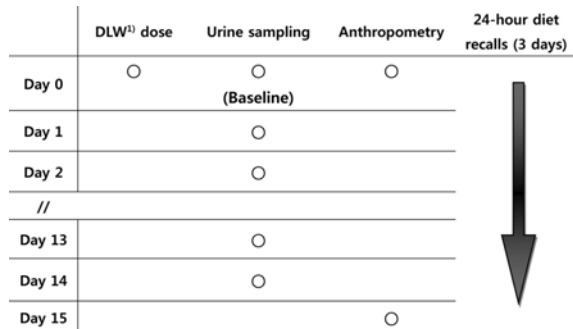 DLW1) dose Urine sampling Anthropometry 24-hour diet recalls (3 days)
Day 0 ○ ○ ○
(Baseline)
Day 1 ○
Day 2 ○
//
Day 13 ○
Day 14 ○
Day 15 ○